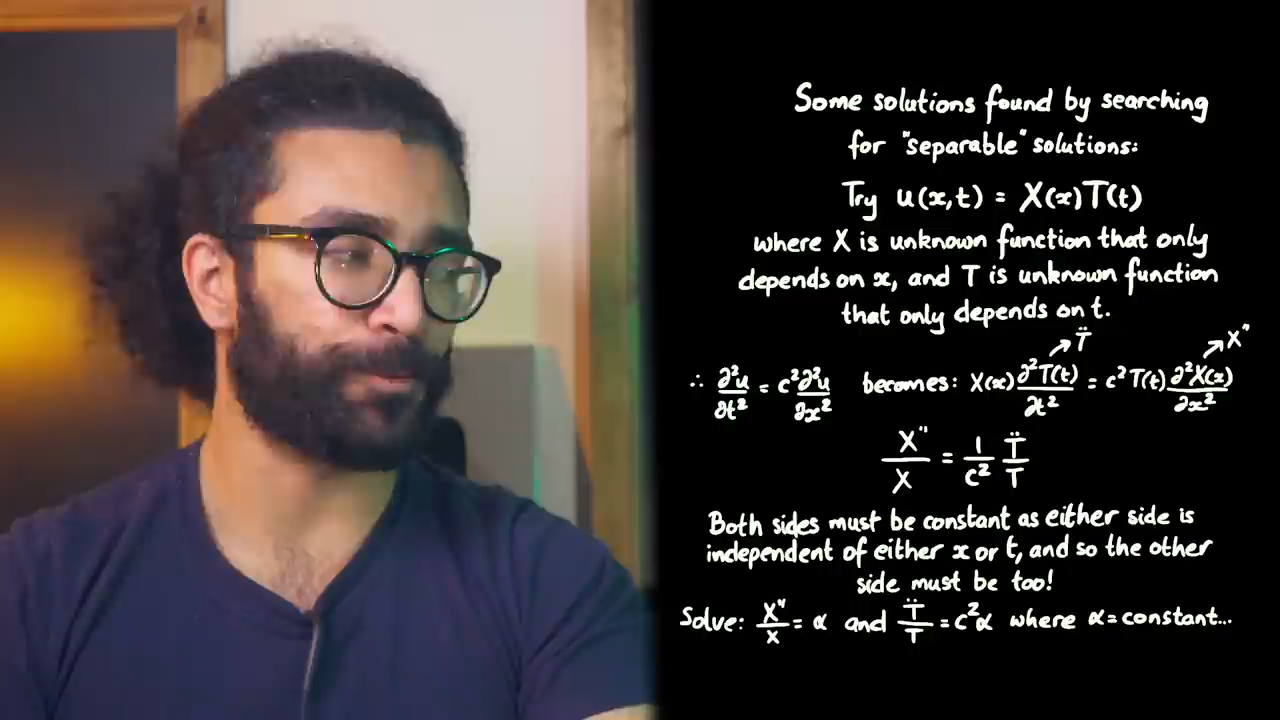 Some solutions found by searching
for "separable" solutions:
Try u(x,t) = X(x)T(t)
where X is unknown function that only
depends on x, and T is unknown function
that only depends on t.
∴ ∂²u/∂t² = c² ∂²u/∂x² becomes: X(x) ∂²T(t)/∂t² = c² T(t) ∂²X(x)/∂x² ↗ T̈ ↗ X"
X"/X = 1/c² T̈/T
Both sides must be constant as either side is
independent of either x or t, and so the other
side must be too!
Solve: X"/X = α and T̈/T = c²α where α = constant...